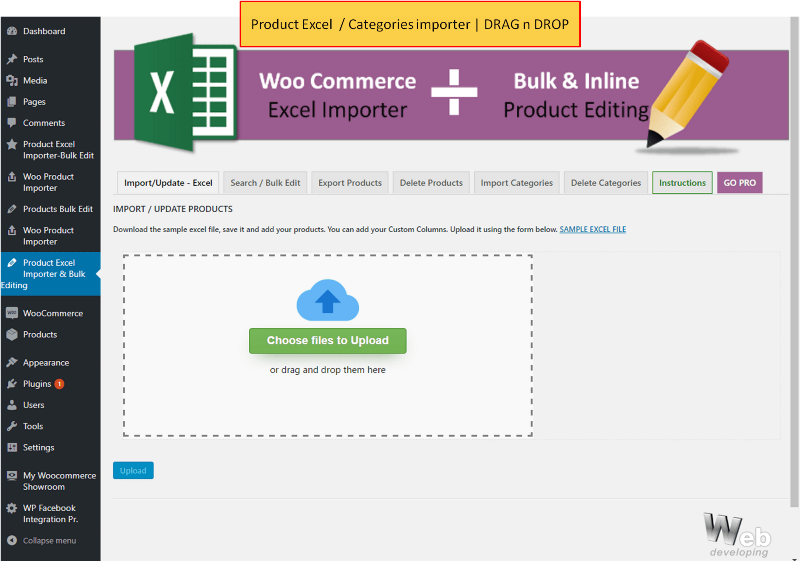 Product Excel / Categories importer | DRAG n DROP
Dashboard
Posts
Media
Pages
Comments
Product Excel
Importer-Bulk Edit
Woo Product
Importer
Products Bulk Edit
Woo Product
Importer
Product Excel
Importer & Bulk
Editing
WooCommerce
Products
Appearance
Plugins 1
Users
Tools
Settings
My Woocommerce
Showroom
WP Facebook
Integration Pr.
Collapse menu
X
Woo Commerce
Excel Importer
Bulk & Inline
Product Editing
Import/Update - Excel Search / Bulk Edit Export Products Delete Products Import Categories Delete Categories Instructions GO PRO
IMPORT / UPDATE PRODUCTS
Download the sample excel file, save it and add your products. You can add your Custom Columns. Upload it using the form below. SAMPLE EXCEL FILE
Choose files to Upload
or drag and drop them here
Upload
Web
developing